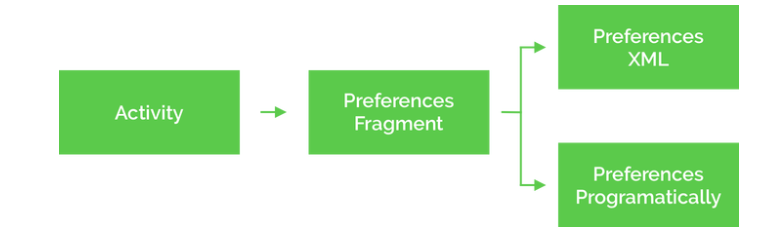 Activity
Preferences
Fragment
Preferences
XML
Preferences
Programatically